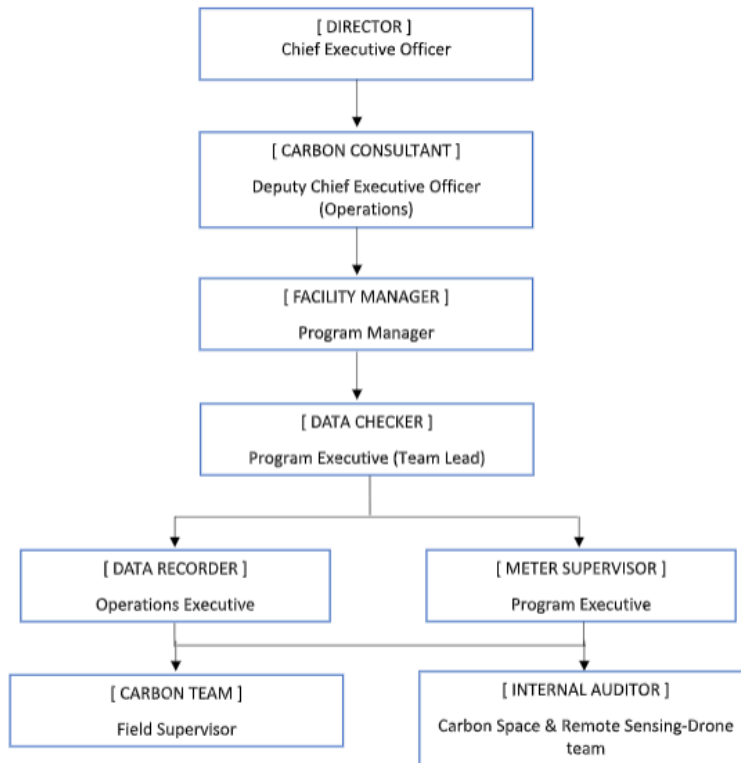 [ DIRECTOR ]
Chief Executive Officer
[ CARBON CONSULTANT ]
Deputy Chief Executive Officer
(Operations)
[ FACILITY MANAGER ]
Program Manager
[ DATA CHECKER ]
Program Executive (Team Lead)
[ DATA RECORDER ]
Operations Executive
[ METER SUPERVISOR ]
Program Executive
[ CARBON TEAM ]
Field Supervisor
[ INTERNAL AUDITOR ]
Carbon Space & Remote Sensing-Drone
team